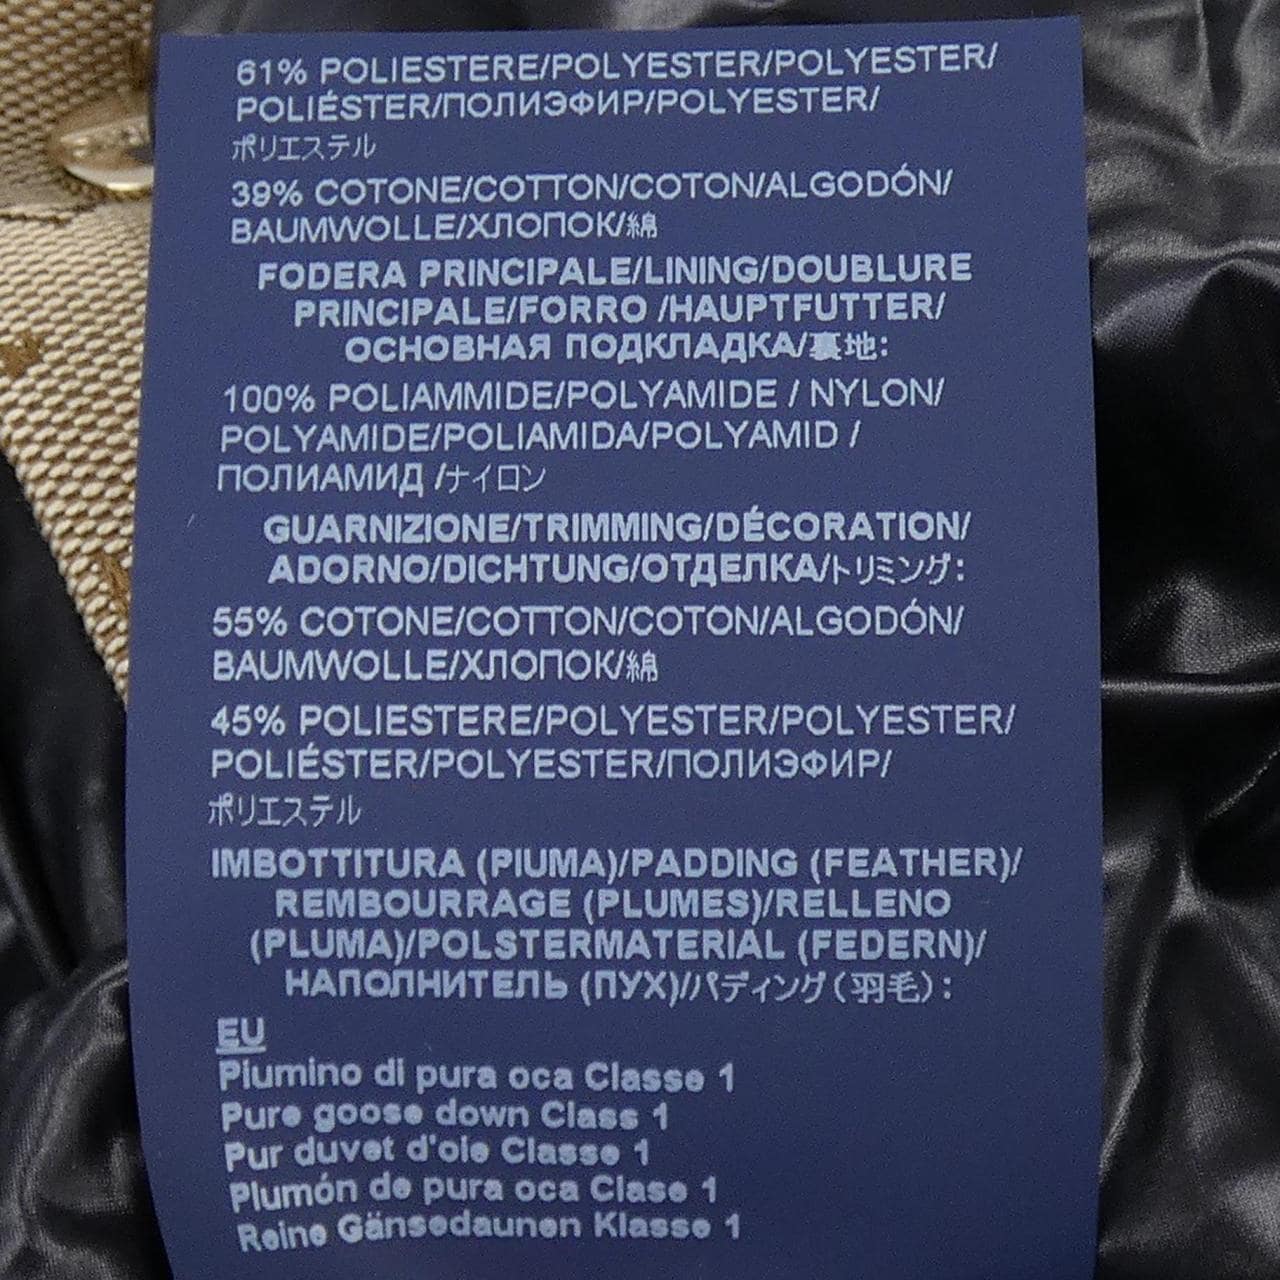 61% POLIESTERE/POLYESTER/POLYESTER/
POLIÉSTER/ПОЛИЭФИР/POLYESTER/
ポリエステル
39% COTONE/COTTON/COTON/ALGODÓN/
BAUMWOLLE/ХЛОПОК/綿
FODERA PRINCIPALE/LINING/DOUBLURE
PRINCIPALE/FORRO /HAUPTFUTTER/
ОСНОВНАЯ ПОДКЛАДКА/裏地:
100% POLIAMMIDE/POLYAMIDE / NYLON/
POLYAMIDE/POLIAMIDA/POLYAMID /
ПОЛИАМИД /ナイロン
GUARNIZIONE/TRIMMING/DÉCORATION/
ADORNO/DICHTUNG/ОТДЕЛКА/トリミング:
55% COTONE/COTTON/COTON/ALGODÓN/
BAUMWOLLE/ХЛОПОК/綿
45% POLIESTERE/POLYESTER/POLYESTER/
POLIÉSTER/POLYESTER/ПОЛИЭФИР/
ポリエステル
IMBOTTITURA (PIUMA)/PADDING (FEATHER)/
REMBOURRAGE (PLUMES)/RELLENO
(PLUMA)/POLSTERMATERIAL (FEDERN)/
НАПОЛНИТЕЛЬ (ПУХ)/パディング(羽毛):
EU
Piumino di pura oca Classe 1
Pure goose down Class 1
Pur duvet d'oie Classe 1
Plumón de pura oca Clase 1
Reine Gänsedaunen Klasse 1